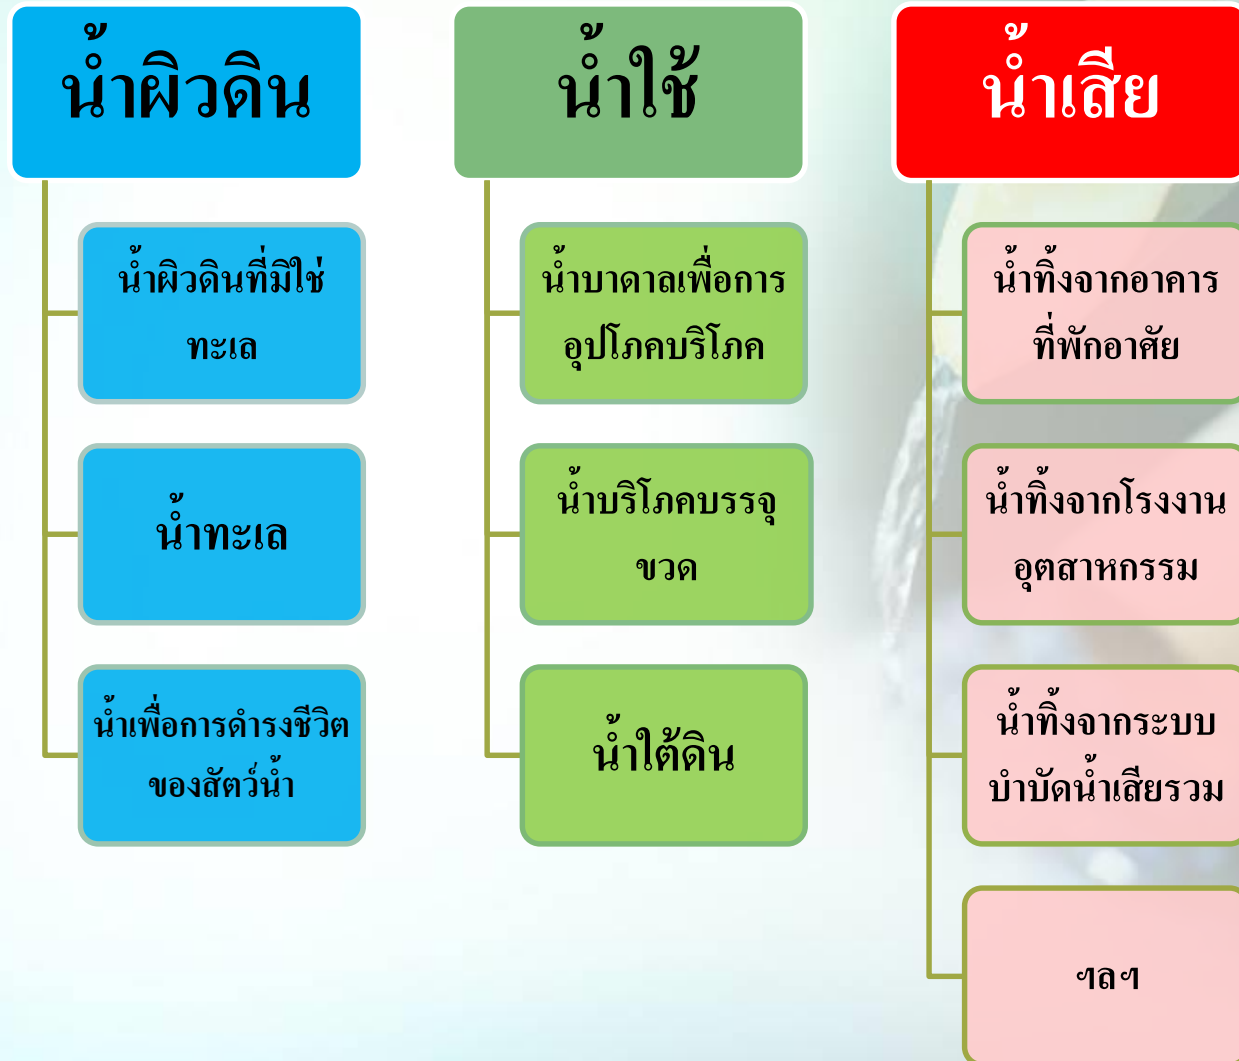 น้ำผิวดิน
น้ำผิวดินที่มิใช่
ทะเล
น้ำทะเล
น้ำเพื่อการดำรงชีวิต
ของสัตว์น้ำ
น้ำใช้
น้ำบาดาลเพื่อการ
อุปโภคบริโภค
น้ำบริโภคบรรจุ
ขวด
น้ำใต้ดิน
น้ำเสีย
น้ำทิ้งจากอาคาร
ที่พักอาศัย
น้ำทิ้งจากโรงงาน
อุตสาหกรรม
น้ำทิ้งจากระบบ
บำบัดน้ำเสียรวม
ฯลฯ